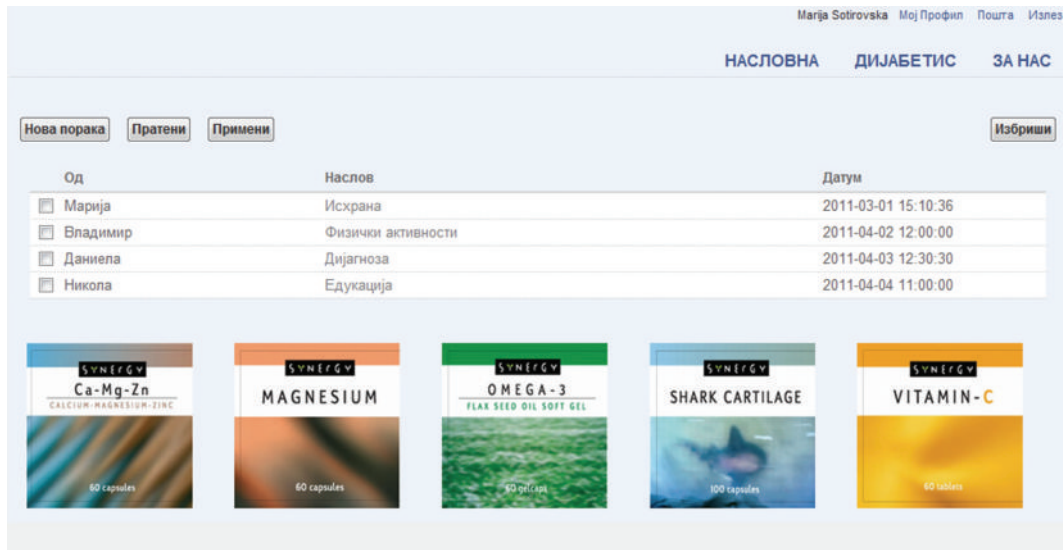 Marija Sotirovska Мој Профил Пошта Излез
НАСЛОВНА ДИЈАБЕТИС ЗА НАС
Нова порака Пратени Примени Избриши
Од Наслов Датум
Марија Исхрана 2011-03-01 15:10:36
Владимир Физички активности 2011-04-02 12:00:00
Даниела Дијагноза 2011-04-03 12:30:30
Никола Едукација 2011-04-04 11:00:00
SYNERGY SYNERGY SYNERGY SYNERGY SYNERGY
Ca-Mg-Zn MAGNESIUM OMEGA-3 SHARK CARTILAGE VITAMIN-C
CALCIUM-MAGNESIUM-ZINC FLAX SEED OIL SOFT GEL
60 capsules 60 capsules 60 gelcaps 100 capsules 60 tablets